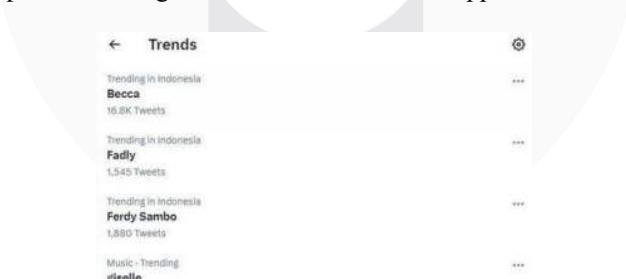 ← Trends
Trending in Indonesia
Becca
16.8K Tweets
Trending in Indonesia
Fadly
1,545 Tweets
Trending in Indonesia
Ferdy Sambo
1,880 Tweets
Music - Trending
giselle